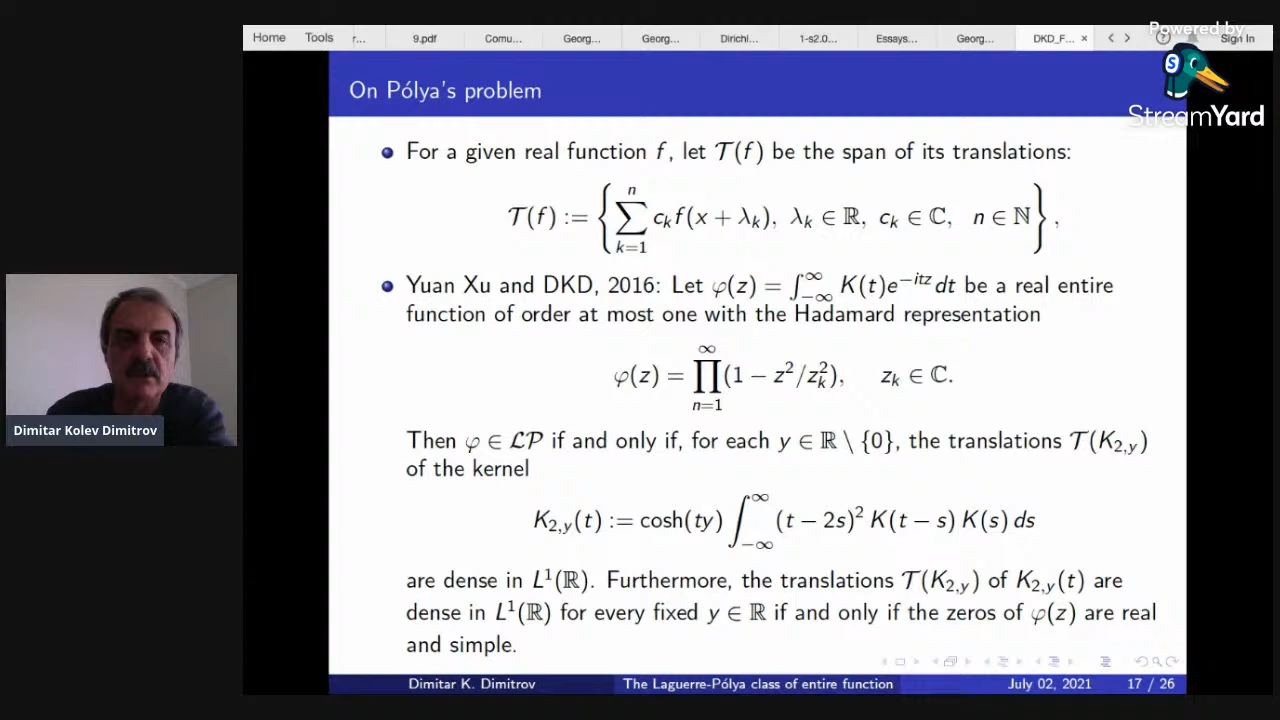 Home Tools r... 9.pdf Comu... Georg... Georg... Dirichl... 1-s2.0... Essays... Georg... DKD_F... × Sign In
Powered by
StreamYard
On Pólya's problem
For a given real function f, let 𝒯(f) be the span of its translations:
𝒯(f) := { ∑_{k=1}^{n} c_k f(x + λ_k), λ_k ∈ ℝ, c_k ∈ ℂ, n ∈ ℕ },
Yuan Xu and DKD, 2016: Let φ(z) = ∫_{-∞}^{∞} K(t)e^{-itz} dt be a real entire
function of order at most one with the Hadamard representation
φ(z) = ∏_{n=1}^{∞} (1 − z²/z_k²), z_k ∈ ℂ.
Then φ ∈ ℒ𝒫 if and only if, for each y ∈ ℝ \ {0}, the translations 𝒯(K_{2,y})
of the kernel
K_{2,y}(t) := cosh(ty) ∫_{-∞}^{∞} (t − 2s)² K(t − s) K(s) ds
are dense in L¹(ℝ). Furthermore, the translations 𝒯(K_{2,y}) of K_{2,y}(t) are
dense in L¹(ℝ) for every fixed y ∈ ℝ if and only if the zeros of φ(z) are real
and simple.
Dimitar K. Dimitrov The Laguerre-Pólya class of entire function July 02, 2021 17 / 26
Dimitar Kolev Dimitrov